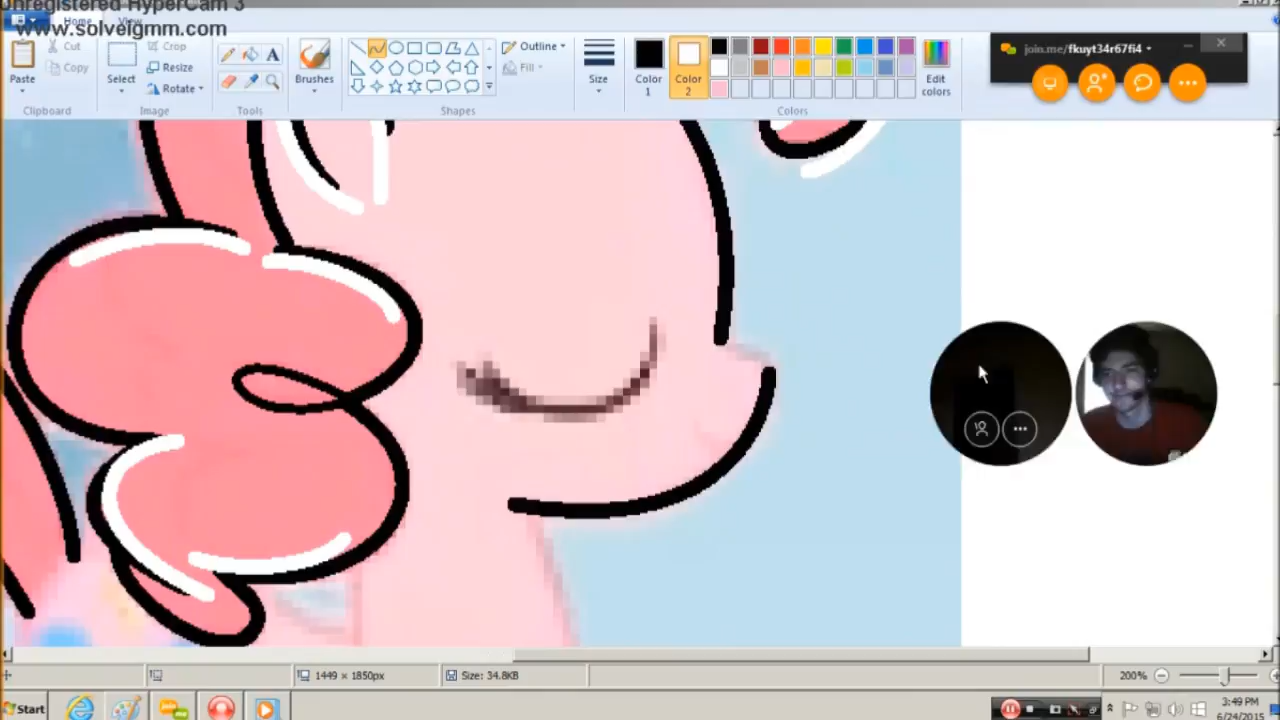 Unregistered HyperCam 3
www.solveigmm.com
Home View
Paste
Cut
Copy
Clipboard
Select
Crop
Resize
Rotate
Image
A
Tools
Brushes
Shapes
Outline
Fill
Size
Color 1
Color 2
Edit colors
Colors
join.me/fkuyt34r67fi4
1449 × 1850px
Size: 34.8KB
200%
Start
3:49 PM
6/24/2015